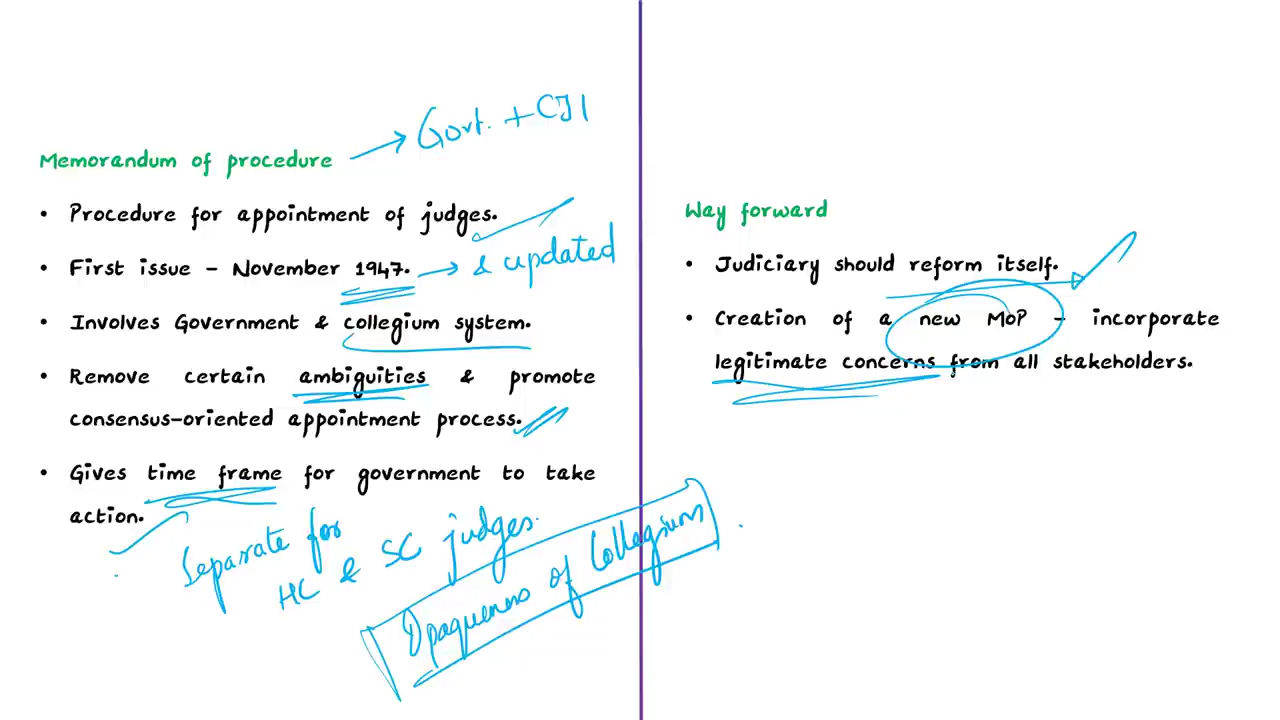 Memorandum of procedure
→ Govt. + CJI
• Procedure for appointment of judges.
• First issue – November 1947. → & updated
• Involves Government & collegium system.
• Remove certain ambiguities & promote
consensus-oriented appointment process.
• Gives time frame for government to take
action.
Separate for
HC & SC judges.
Opaqueness of Collegium
Way forward
• Judiciary should reform itself.
• Creation of a new MoP – incorporate
legitimate concerns from all stakeholders.